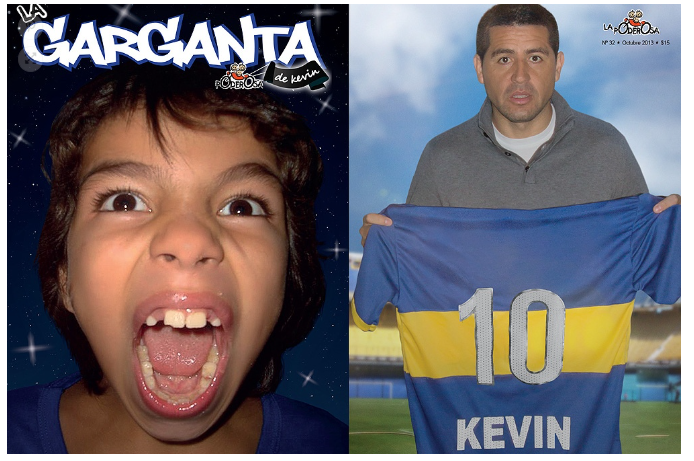 LA
GARGANTA
LA PODEROSA
de Kevin
LA PODEROSA
Nº 32 • Octubre 2013 • $15
10
KEVIN